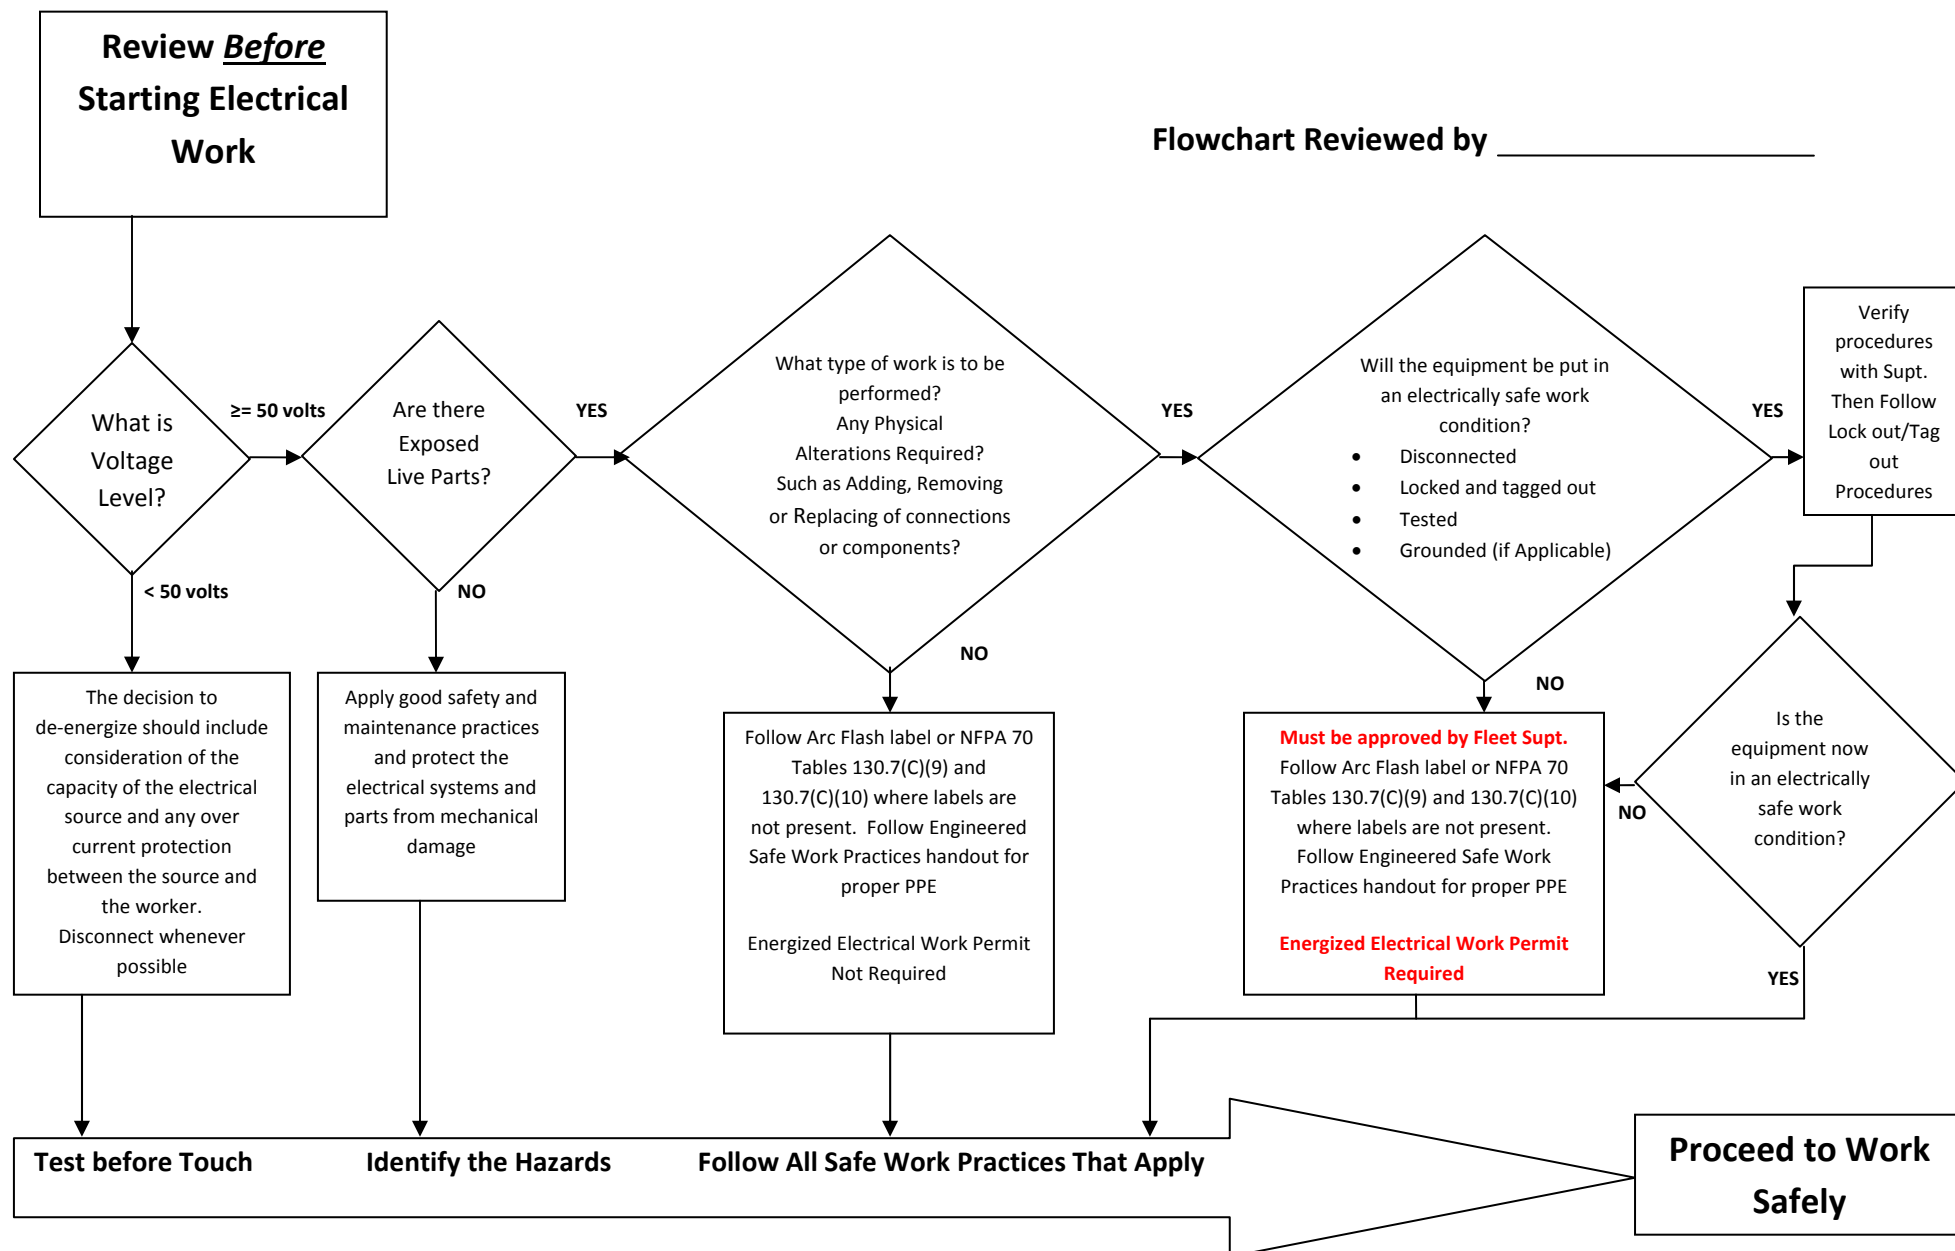 Review Before
Starting Electrical
Work
Flowchart Reviewed by ____________________
What is
Voltage
Level?
≥= 50 volts
< 50 volts
Are there
Exposed
Live Parts?
YES
NO
What type of work is to be
performed?
Any Physical
Alterations Required?
Such as Adding, Removing
or Replacing of connections
or components?
YES
NO
Will the equipment be put in
an electrically safe work
condition?
• Disconnected
• Locked and tagged out
• Tested
• Grounded (if Applicable)
YES
NO
Verify
procedures
with Supt.
Then Follow
Lock out/Tag
out
Procedures
Is the
equipment now
in an electrically
safe work
condition?
NO
YES
The decision to
de-energize should include
consideration of the
capacity of the electrical
source and any over
current protection
between the source and
the worker.
Disconnect whenever
possible
Apply good safety and
maintenance practices
and protect the
electrical systems and
parts from mechanical
damage
Follow Arc Flash label or NFPA 70
Tables 130.7(C)(9) and
130.7(C)(10) where labels are
not present.  Follow Engineered
Safe Work Practices handout for
proper PPE
Energized Electrical Work Permit
Not Required
Must be approved by Fleet Supt.
Follow Arc Flash label or NFPA 70
Tables 130.7(C)(9) and 130.7(C)(10)
where labels are not present.
Follow Engineered Safe Work
Practices handout for proper PPE
Energized Electrical Work Permit
Required
Test before Touch
Identify the Hazards
Follow All Safe Work Practices That Apply
Proceed to Work
Safely